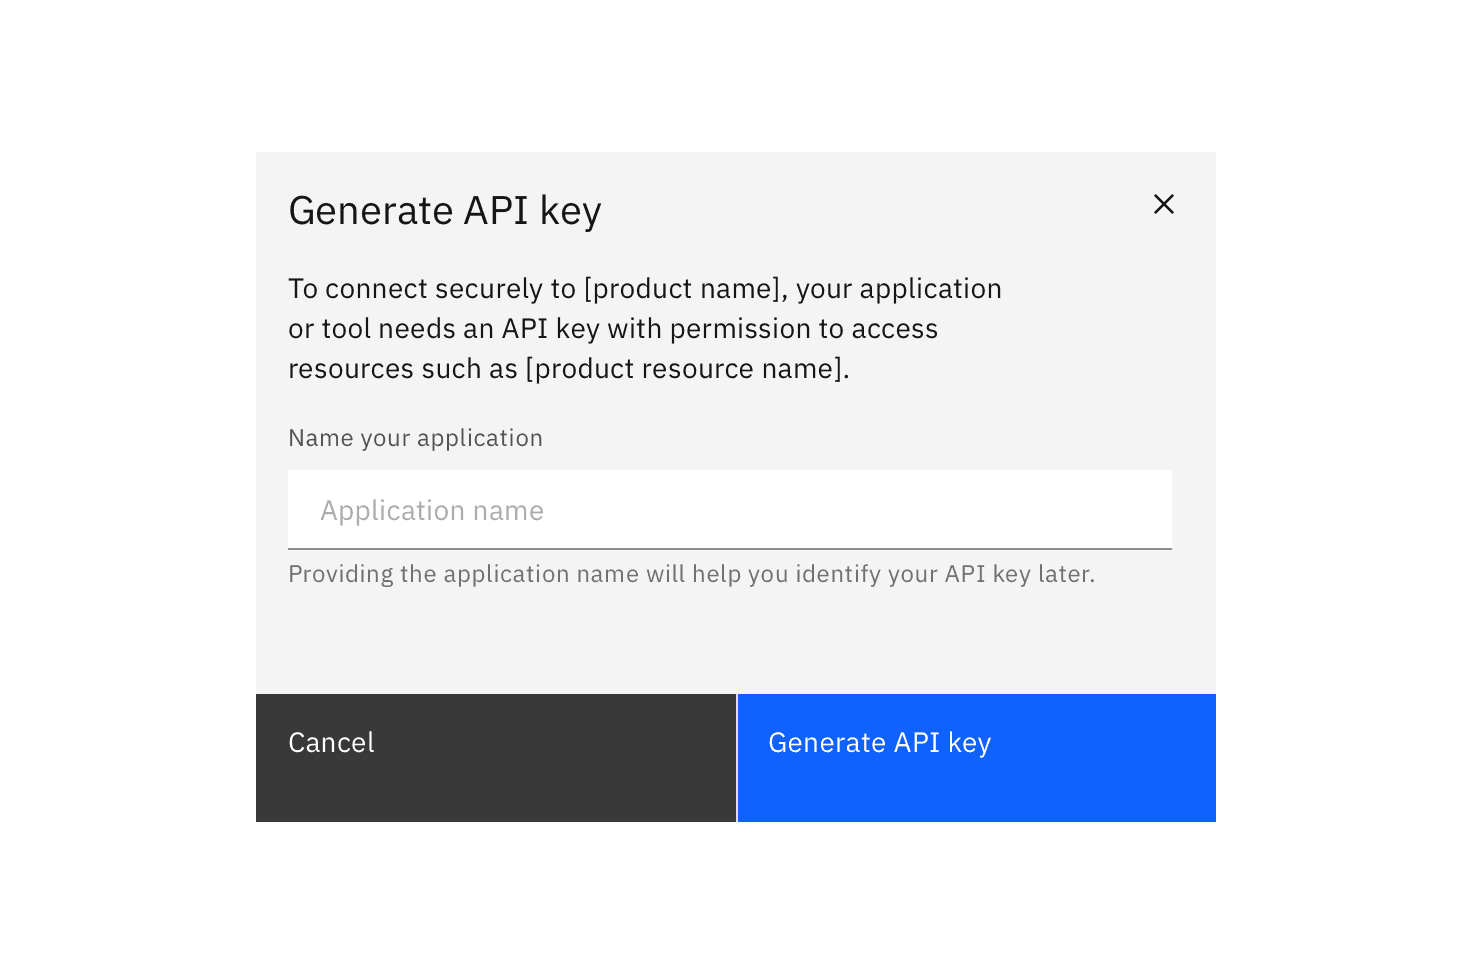 Generate API key
To connect securely to [product name], your application
or tool needs an API key with permission to access
resources such as [product resource name].
Name your application
Application name
Providing the application name will help you identify your API key later.
Cancel
Generate API key